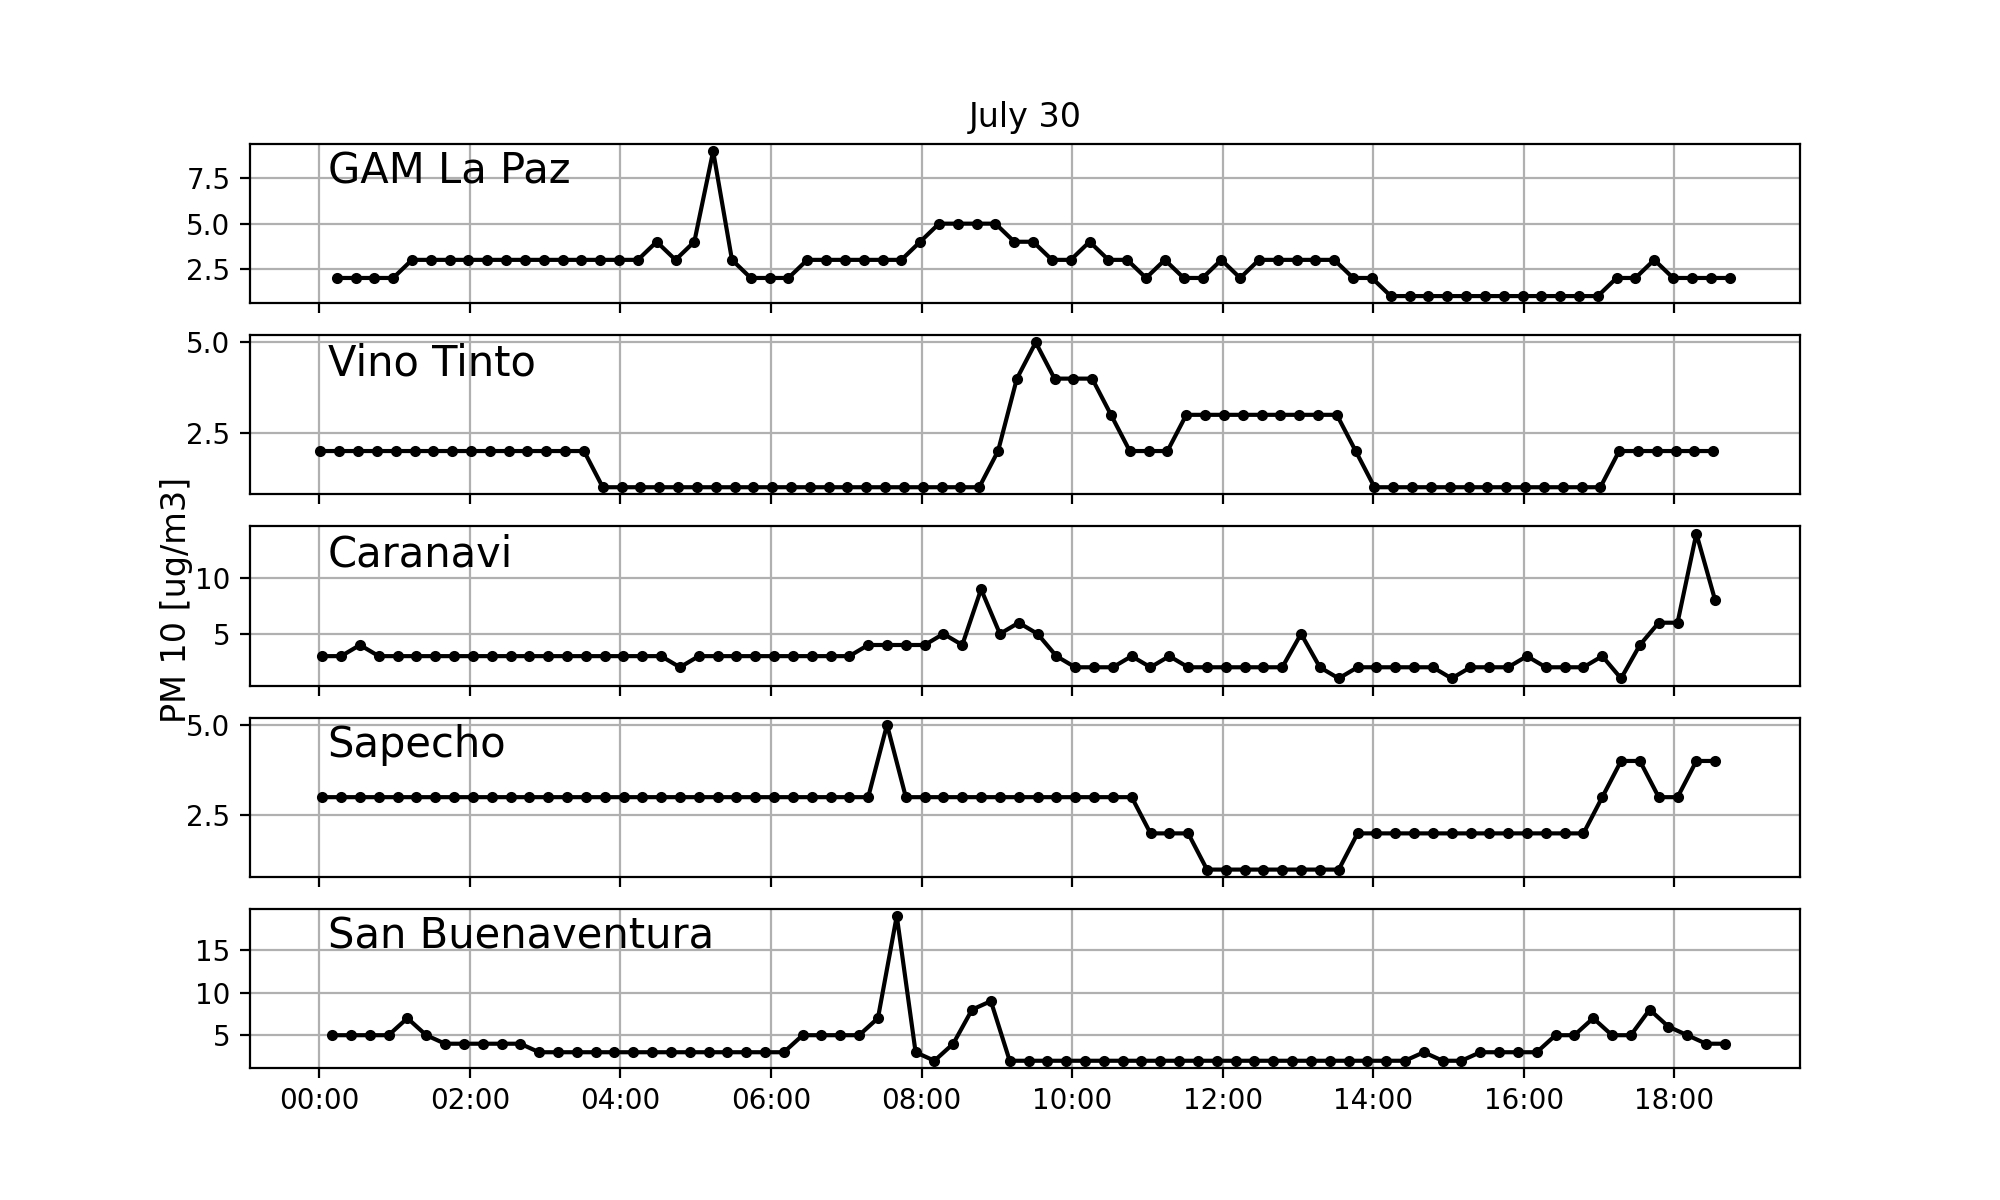 July 30
GAM La Paz
7.5
5.0
2.5
Vino Tinto
5.0
2.5
PM 10 [ug/m3]
Caranavi
10
5
Sapecho
5.0
2.5
San Buenaventura
15
10
5
00:00 02:00 04:00 06:00 08:00 10:00 12:00 14:00 16:00 18:00